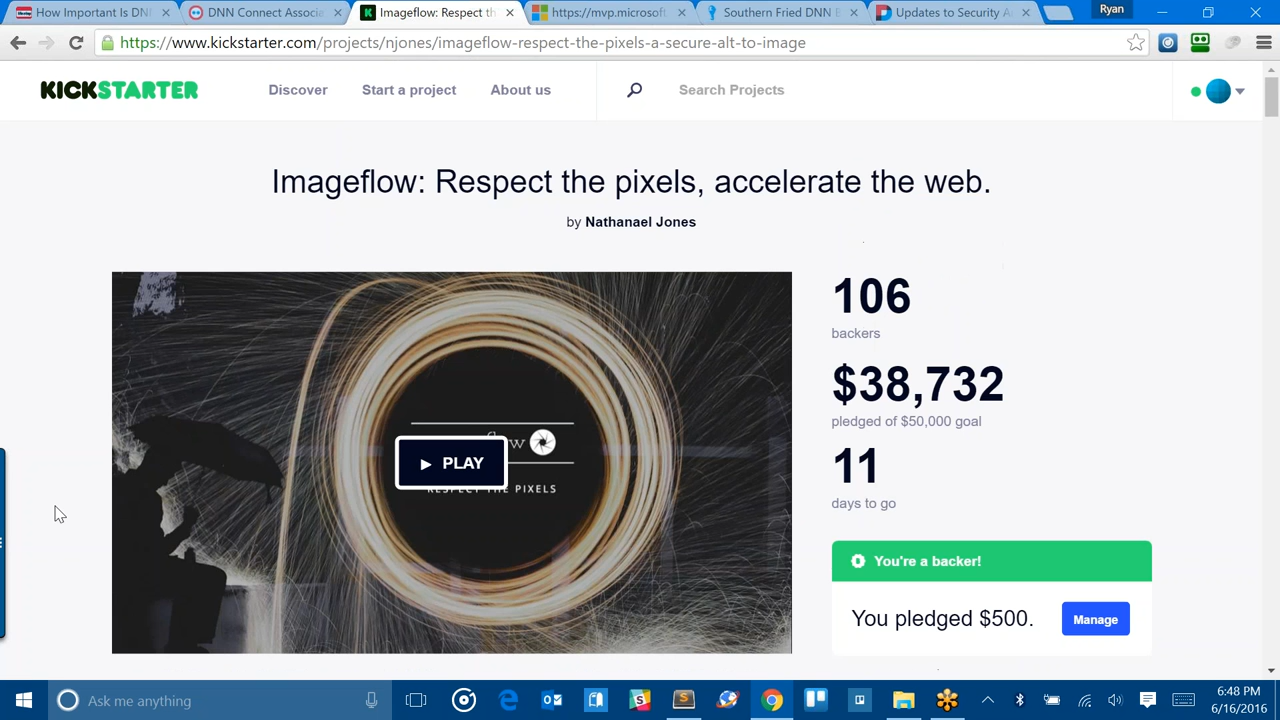 How Important Is DN
DNN Connect Associa
Imageflow: Respect th
https://mvp.microsof
Southern Fried DNN B
Updates to Security A
Ryan
https://www.kickstarter.com/projects/njones/imageflow-respect-the-pixels-a-secure-alt-to-image
KICKSTARTER
Discover
Start a project
About us
Search Projects
Imageflow: Respect the pixels, accelerate the web.
by Nathanael Jones
106
backers
$38,732
pledged of $50,000 goal
11
days to go
PLAY
RESPECT THE PIXELS
You're a backer!
You pledged $500.
Manage
Ask me anything
6:48 PM
6/16/2016